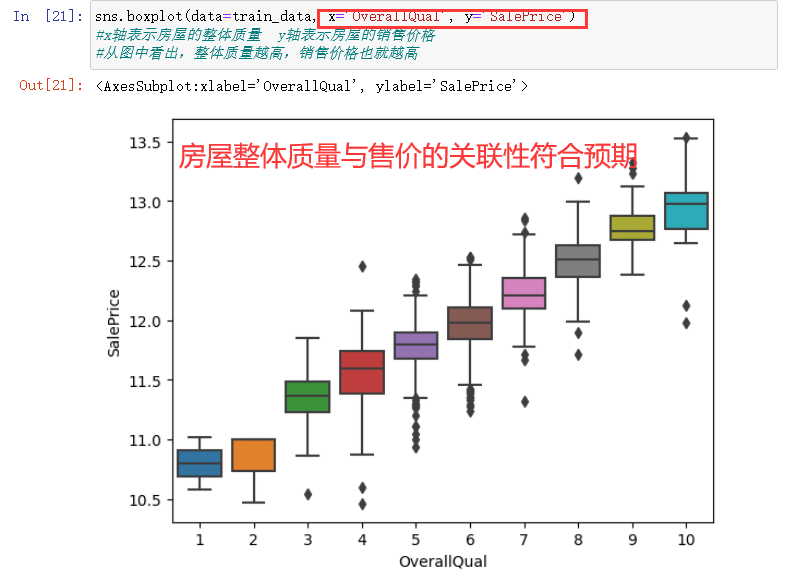 In [21]: sns.boxplot(data=train_data, x='OverallQual', y='SalePrice')
#x轴表示房屋的整体质量 y轴表示房屋的销售价格
#从图中看出，整体质量越高，销售价格也就越高
Out[21]: <AxesSubplot:xlabel='OverallQual', ylabel='SalePrice'>
房屋整体质量与售价的关联性符合预期
13.5
13.0
12.5
12.0
11.5
11.0
10.5
SalePrice
1 2 3 4 5 6 7 8 9 10
OverallQual